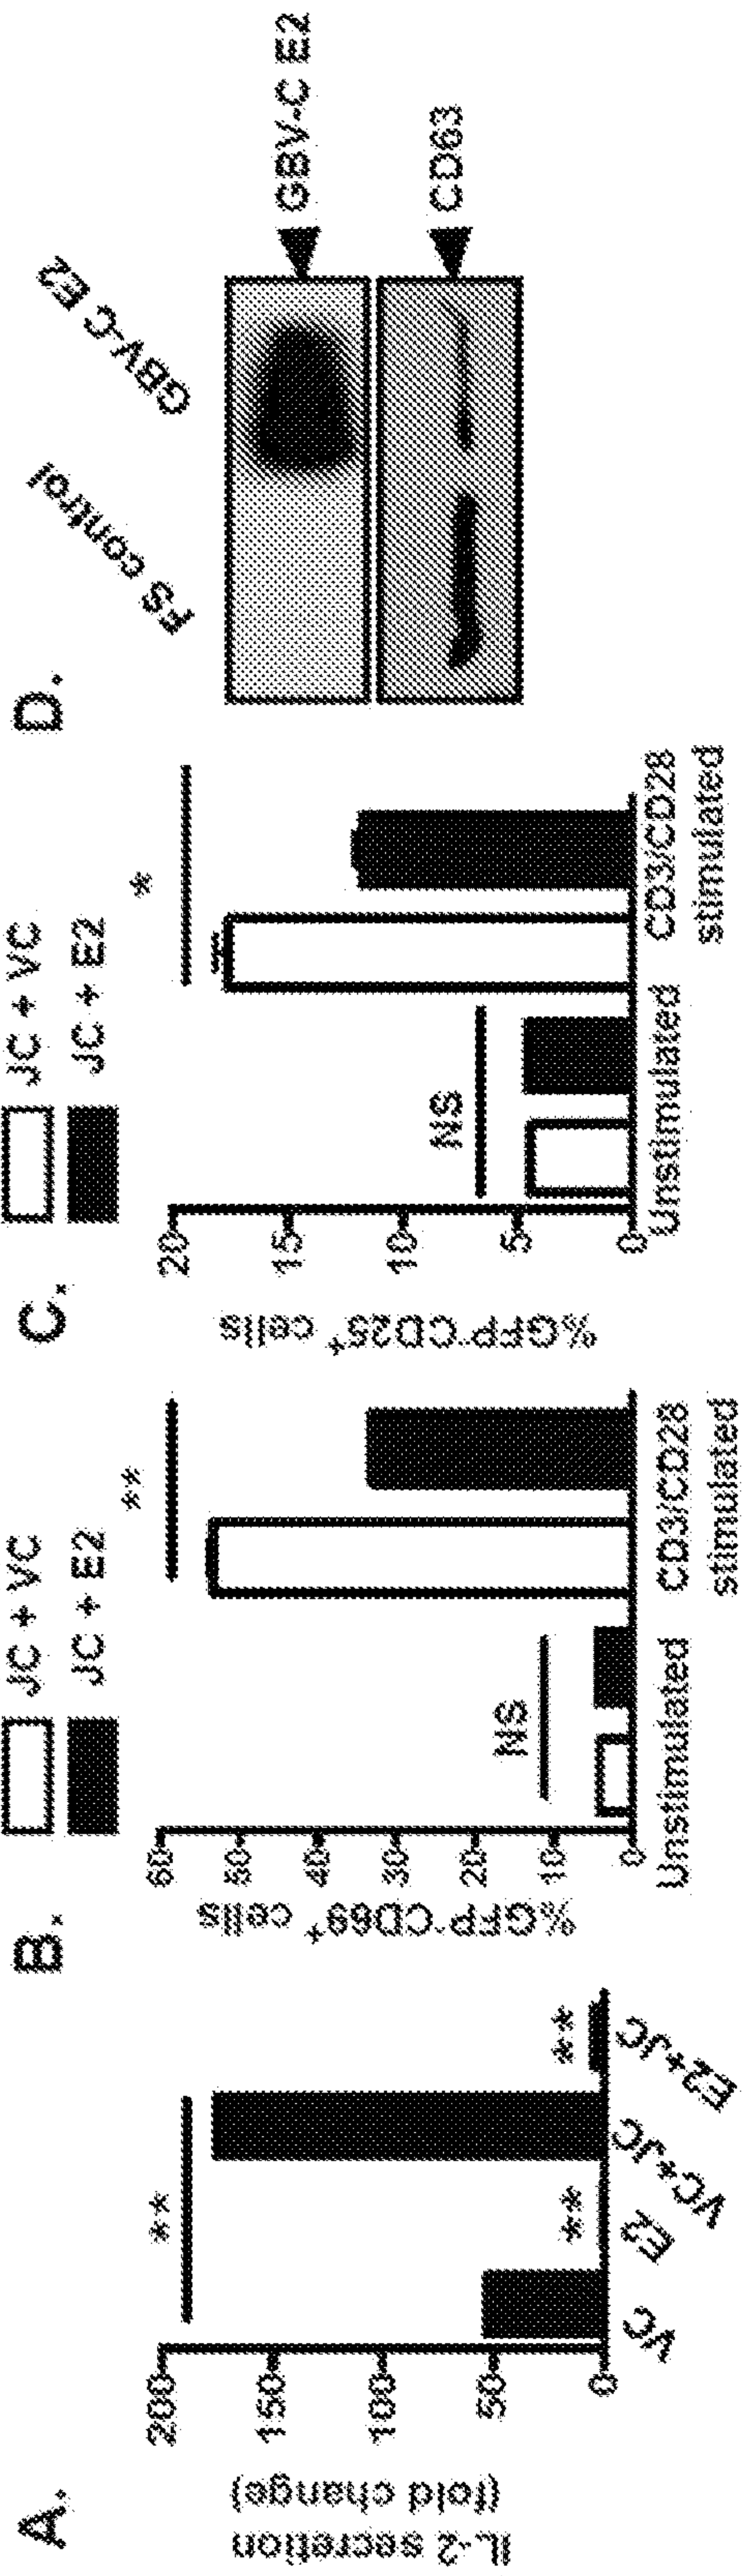 A.
IL-2 secretion
(fold change)
200
150
100
50
0
**
**
**
VC
E2
VC+JC
E2+JC
B.
JC + VC
JC + E2
%GFP-CD69+ cells
60
50
40
30
20
10
0
NS
**
Unstimulated
CD3/CD28
stimulated
C.
JC + VC
JC + E2
%GFP-CD25+ cells
20
15
10
5
0
NS
*
Unstimulated
CD3/CD28
stimulated
D.
FS control
GBV-C E2
GBV-C E2
CD63